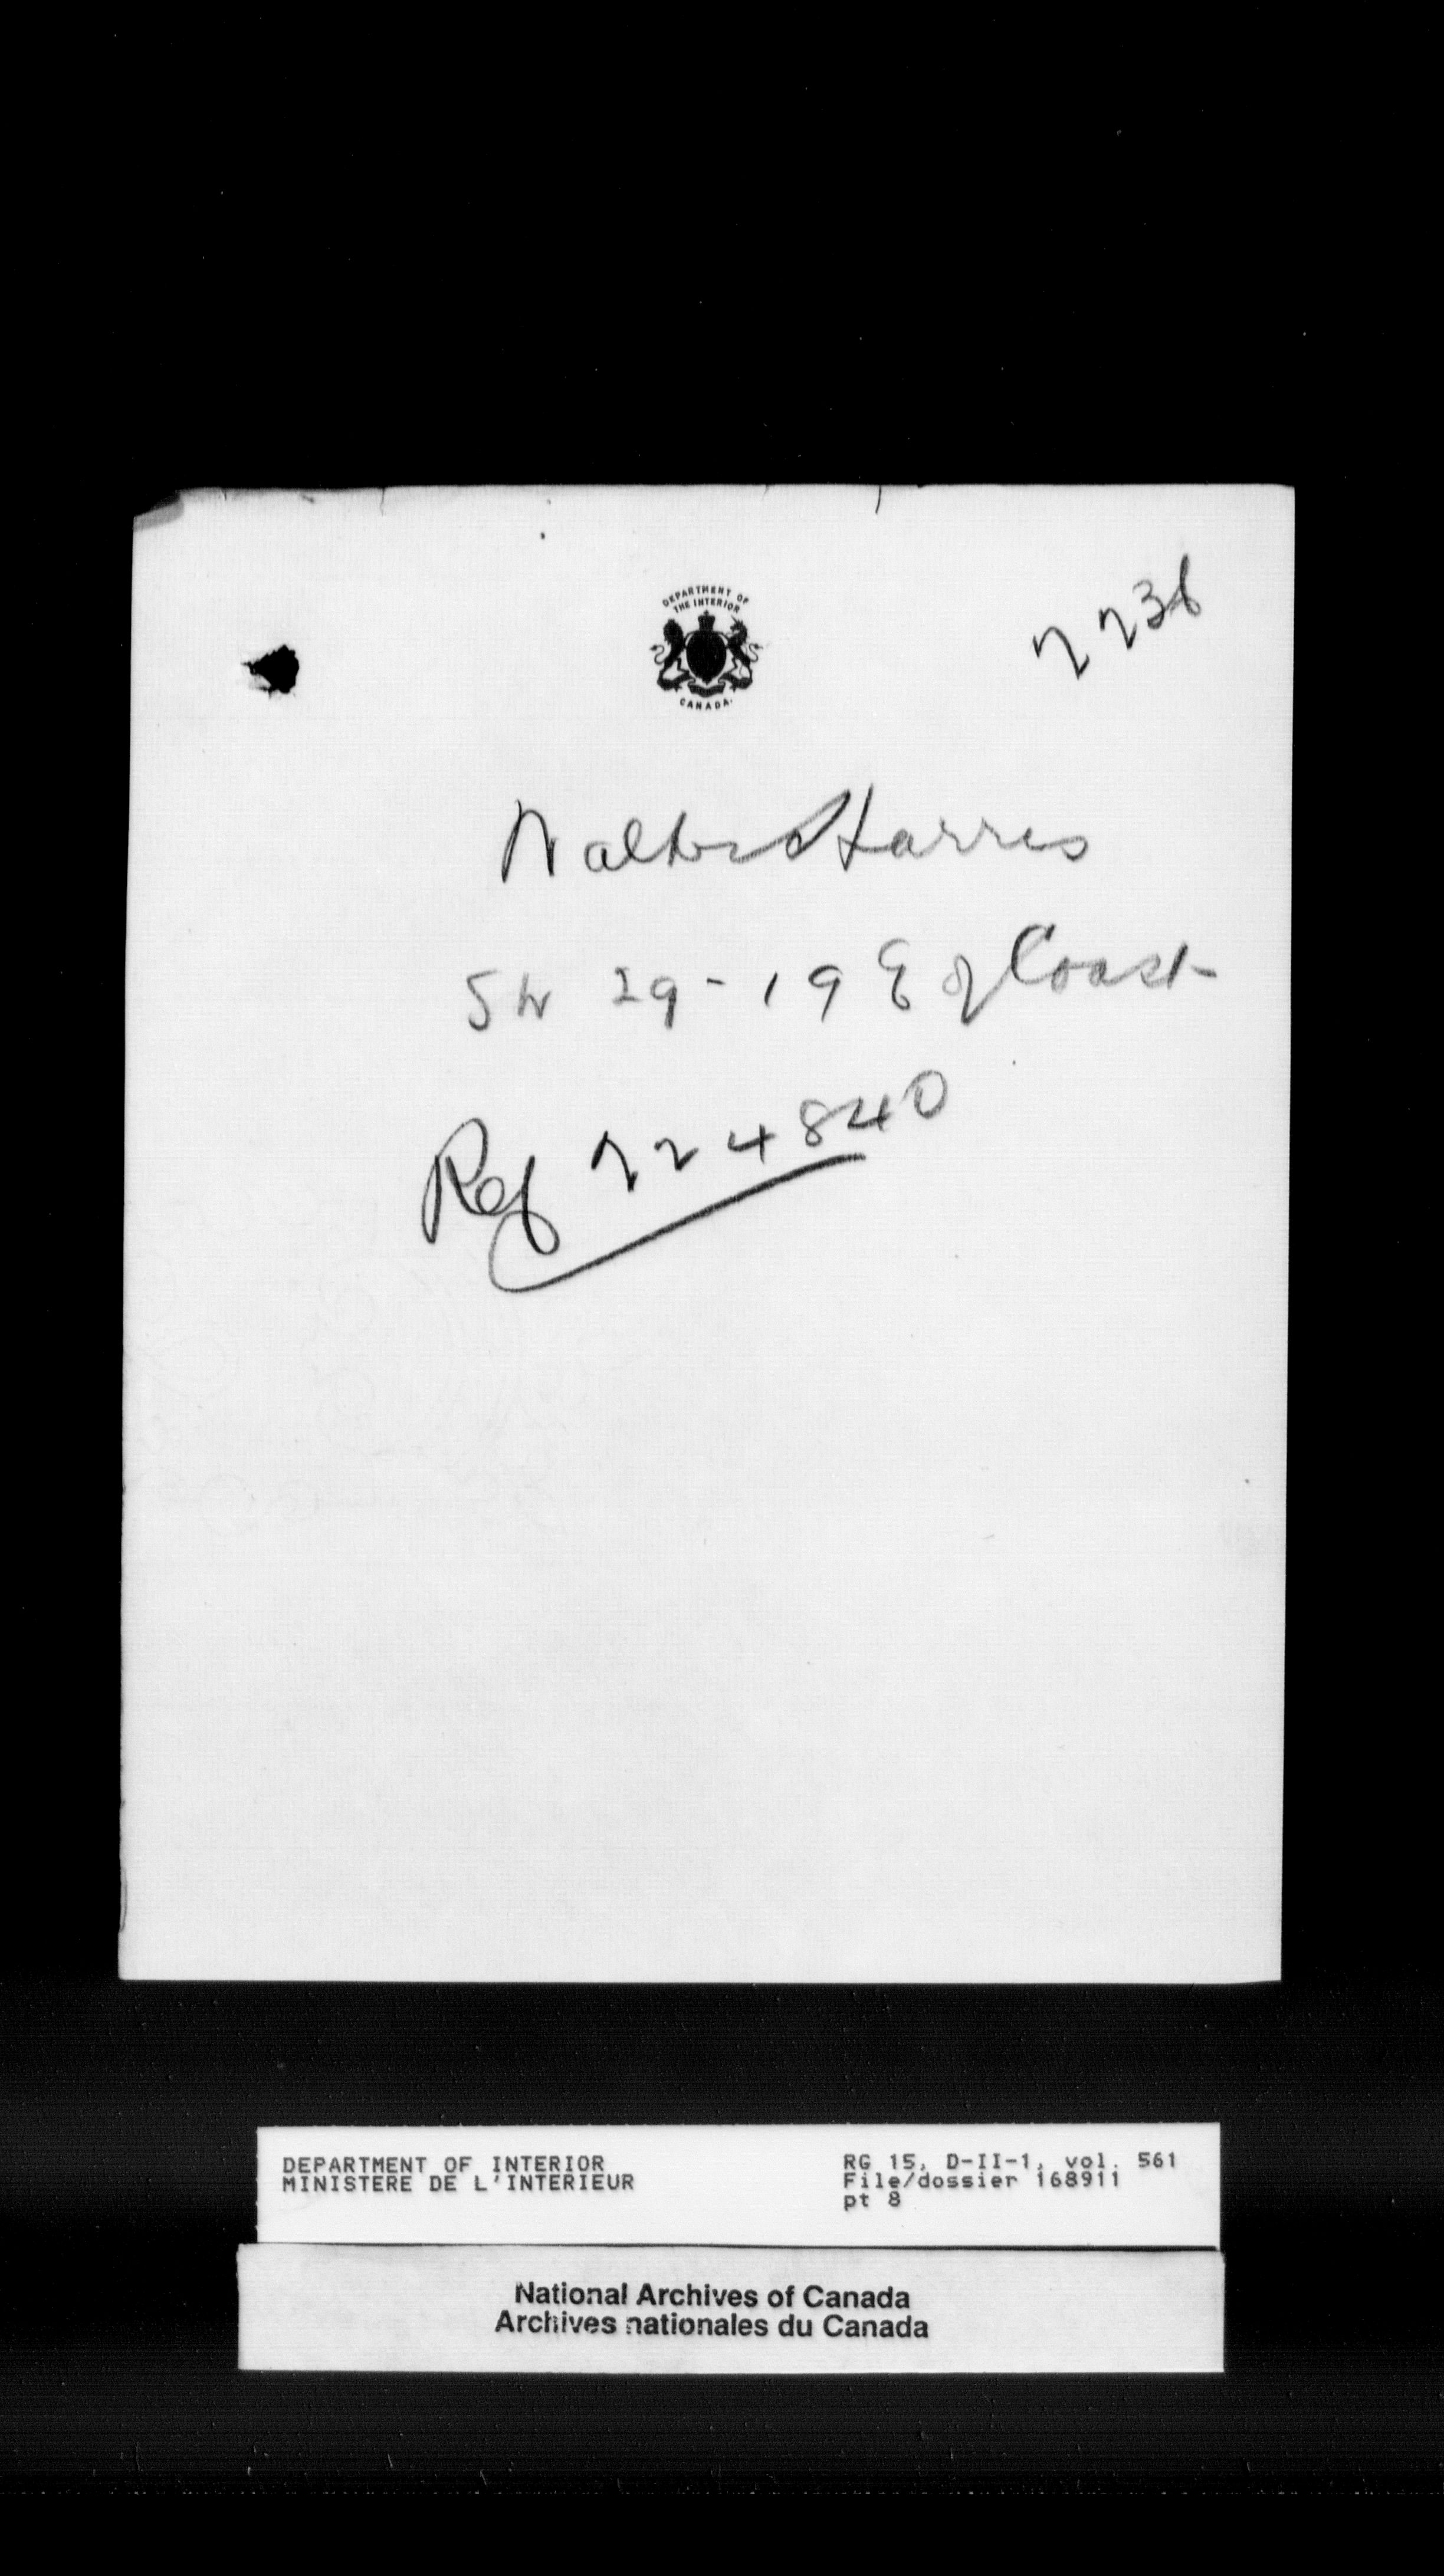 DEPARTMENT OF
THE INTERIOR
CANADA.
2236
Walter Harris
SW 29-19 E of Coast
Ref 224840
DEPARTMENT OF INTERIOR
MINISTERE DE L'INTERIEUR
RG 15, D-II-1, vol. 561
File/dossier 168911
pt 8
National Archives of Canada
Archives nationales du Canada